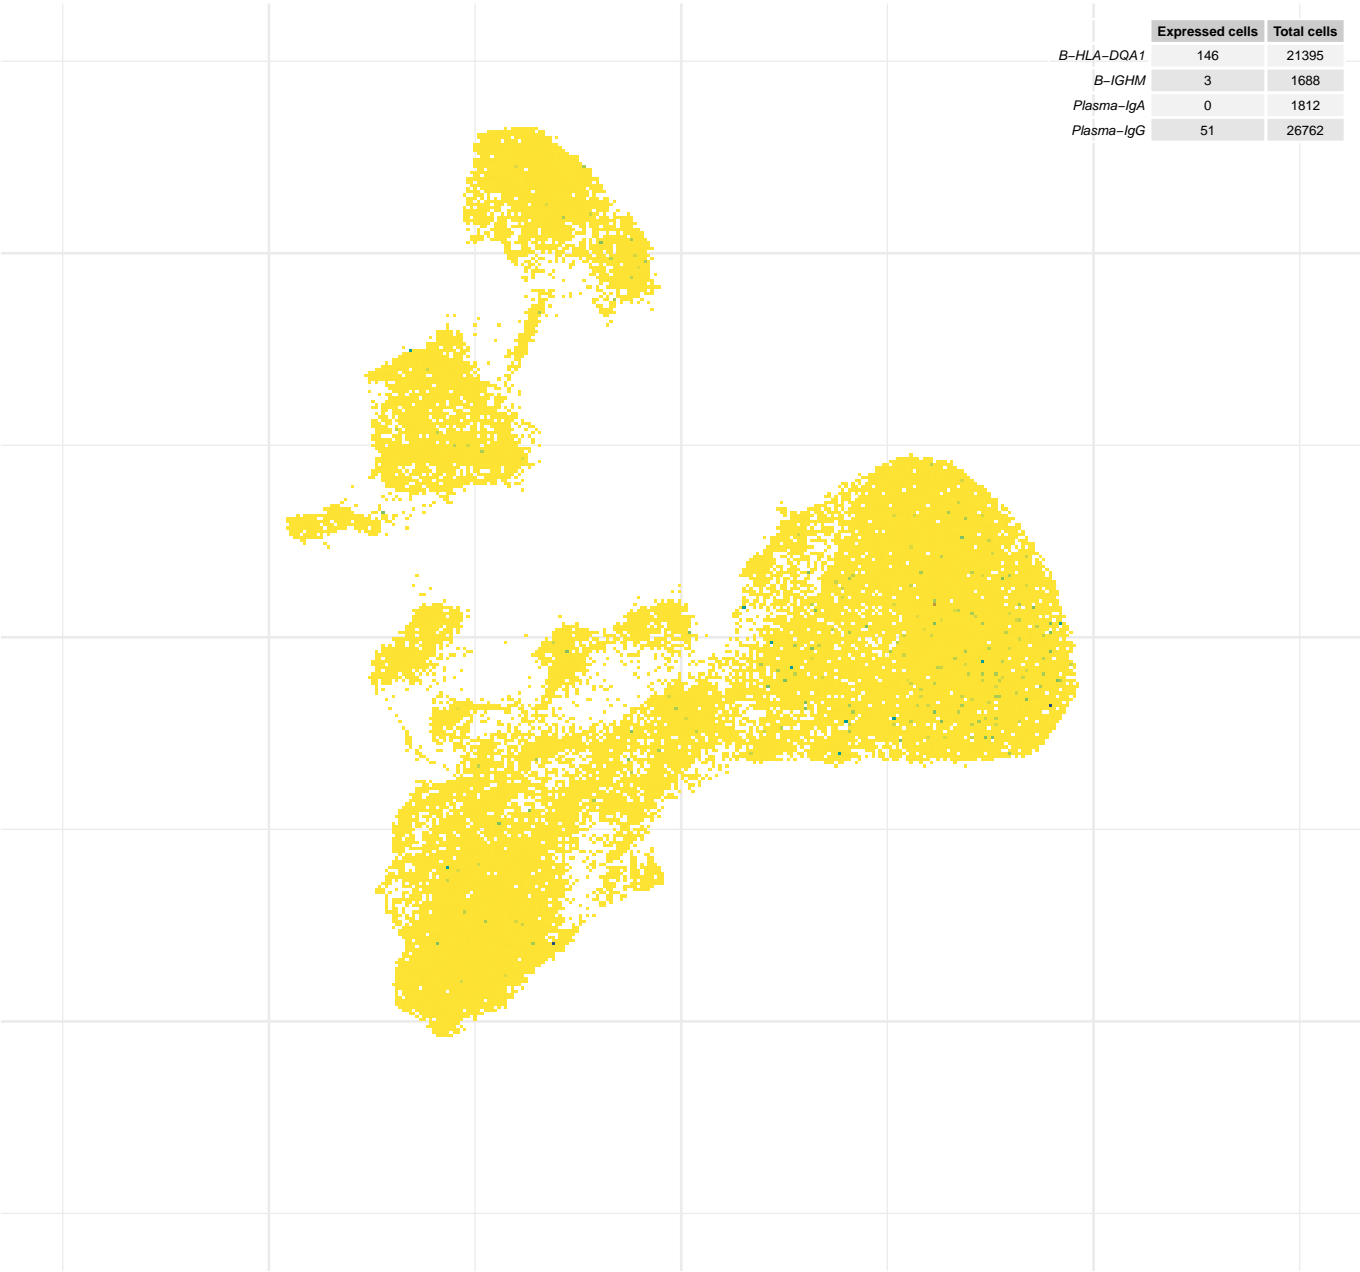 Expressed cells Total cells
B−HLA−DQA1 146 21395
B−IGHM 3 1688
Plasma−IgA 0 1812
Plasma−IgG 51 26762